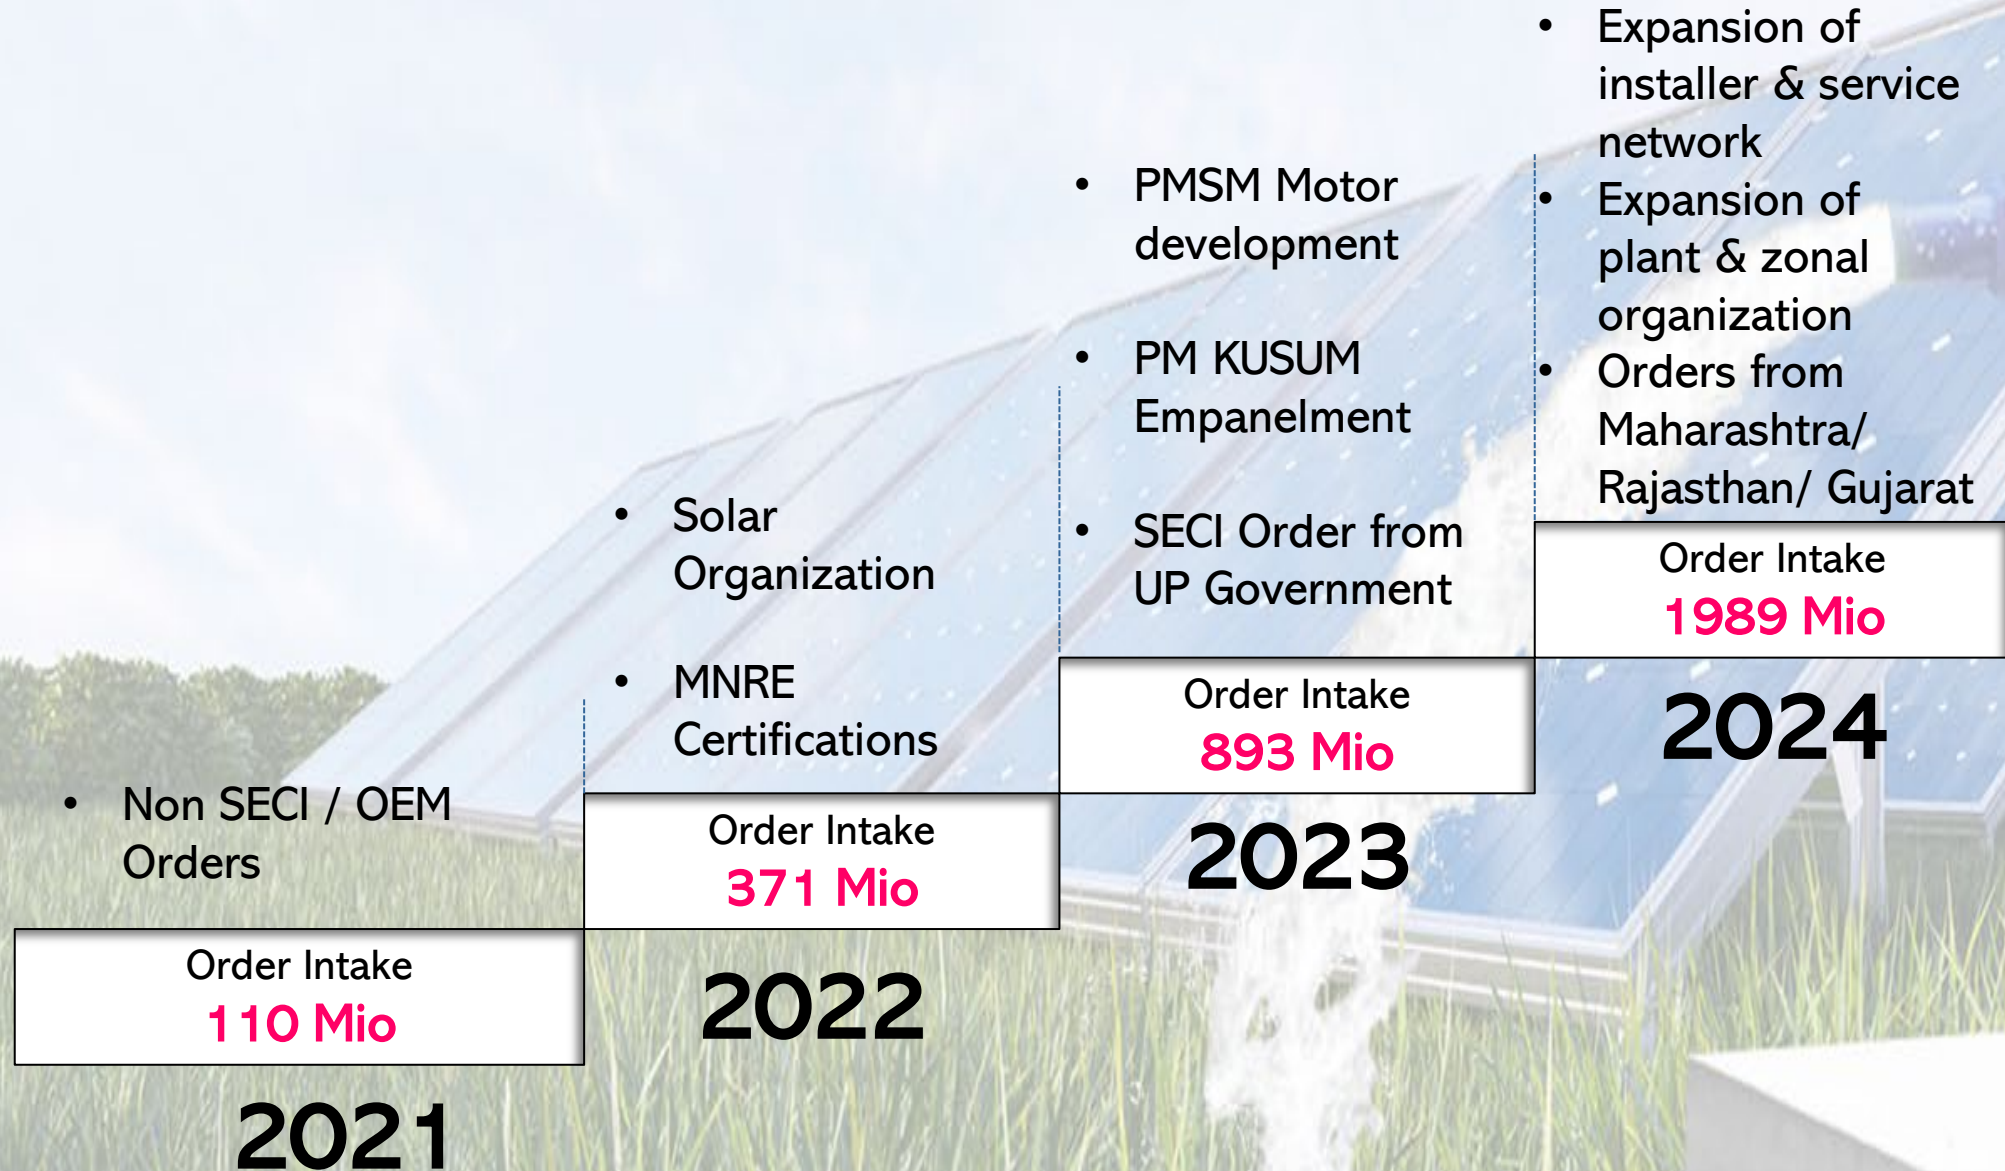 • Non SECI / OEM
Orders
Order Intake
110 Mio
2021
• Solar
Organization
• MNRE
Certifications
Order Intake
371 Mio
2022
• PMSM Motor
development
• PM KUSUM
Empanelment
• SECI Order from
UP Government
Order Intake
893 Mio
2023
• Expansion of
installer & service
network
• Expansion of
plant & zonal
organization
• Orders from
Maharashtra/
Rajasthan/ Gujarat
Order Intake
1989 Mio
2024